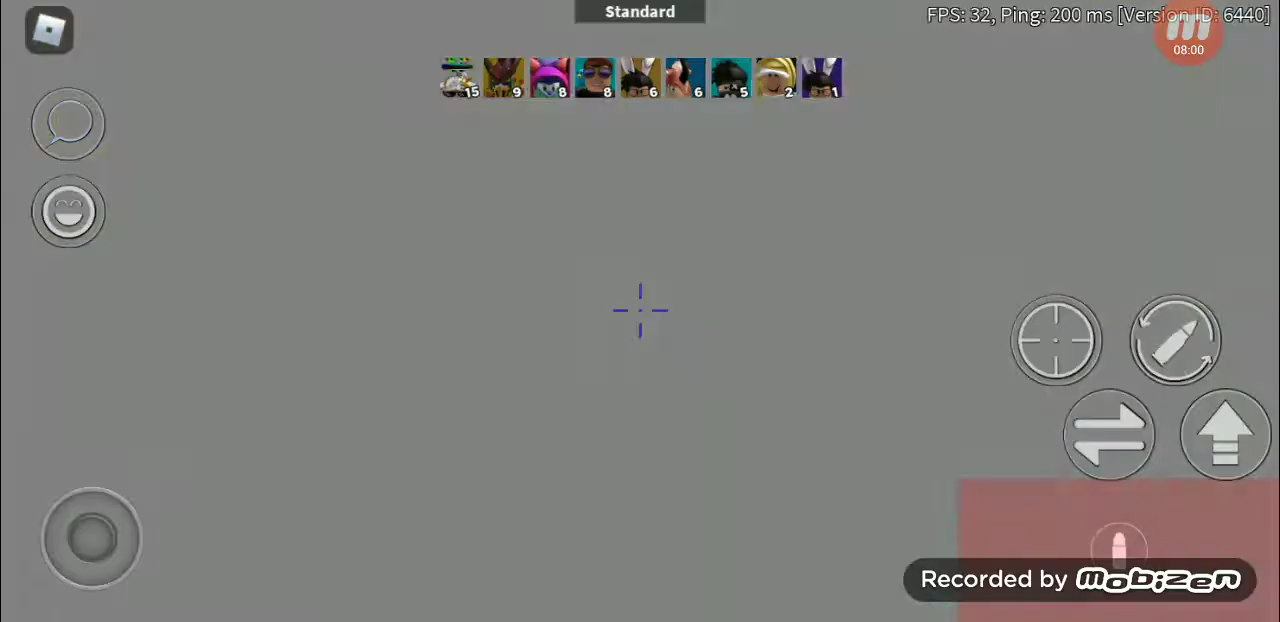 Standard
FPS: 32, Ping: 200 ms [Version ID: 6440]
08:00
15 9 8 8 6 6 5 2 1
Recorded by mobizen